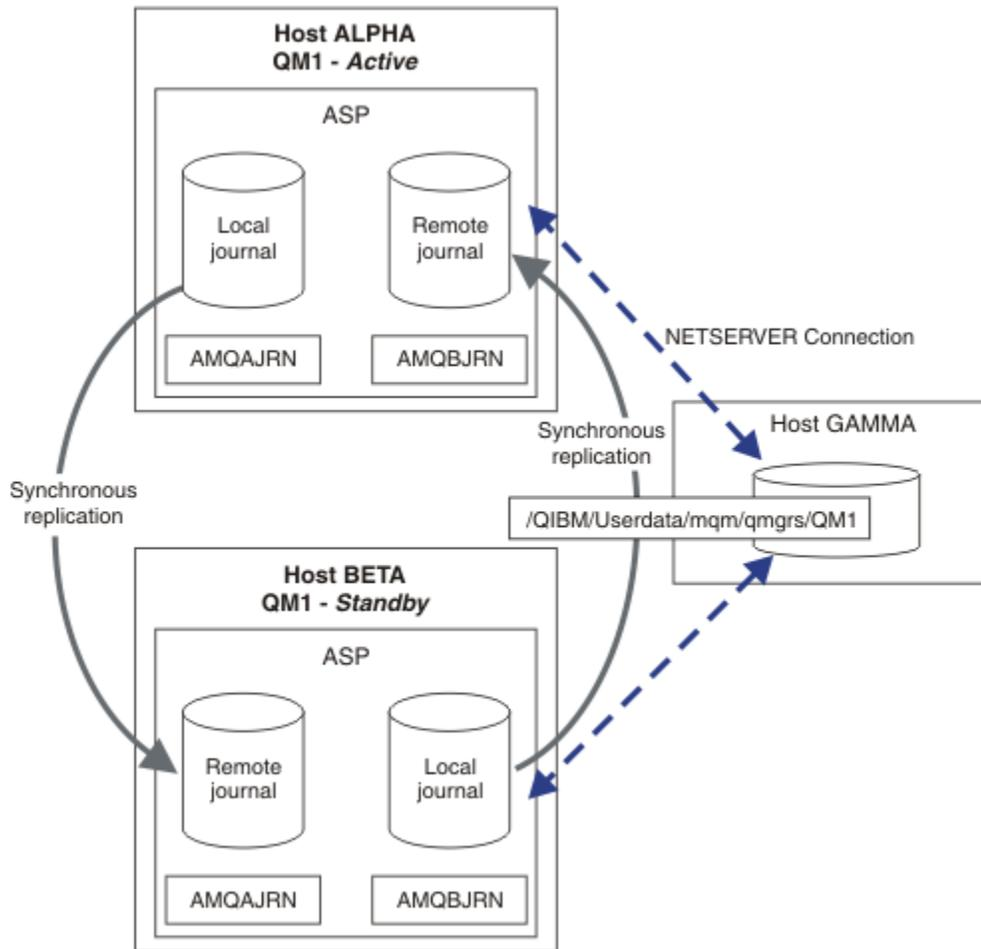 Host ALPHA
QM1 - Active
ASP
Local
journal
Remote
journal
AMQAJRN
AMQBJRN
NETSERVER Connection
Host GAMMA
/QIBM/Userdata/mqm/qmgrs/QM1
Synchronous
replication
Synchronous
replication
Host BETA
QM1 - Standby
ASP
Remote
journal
Local
journal
AMQAJRN
AMQBJRN